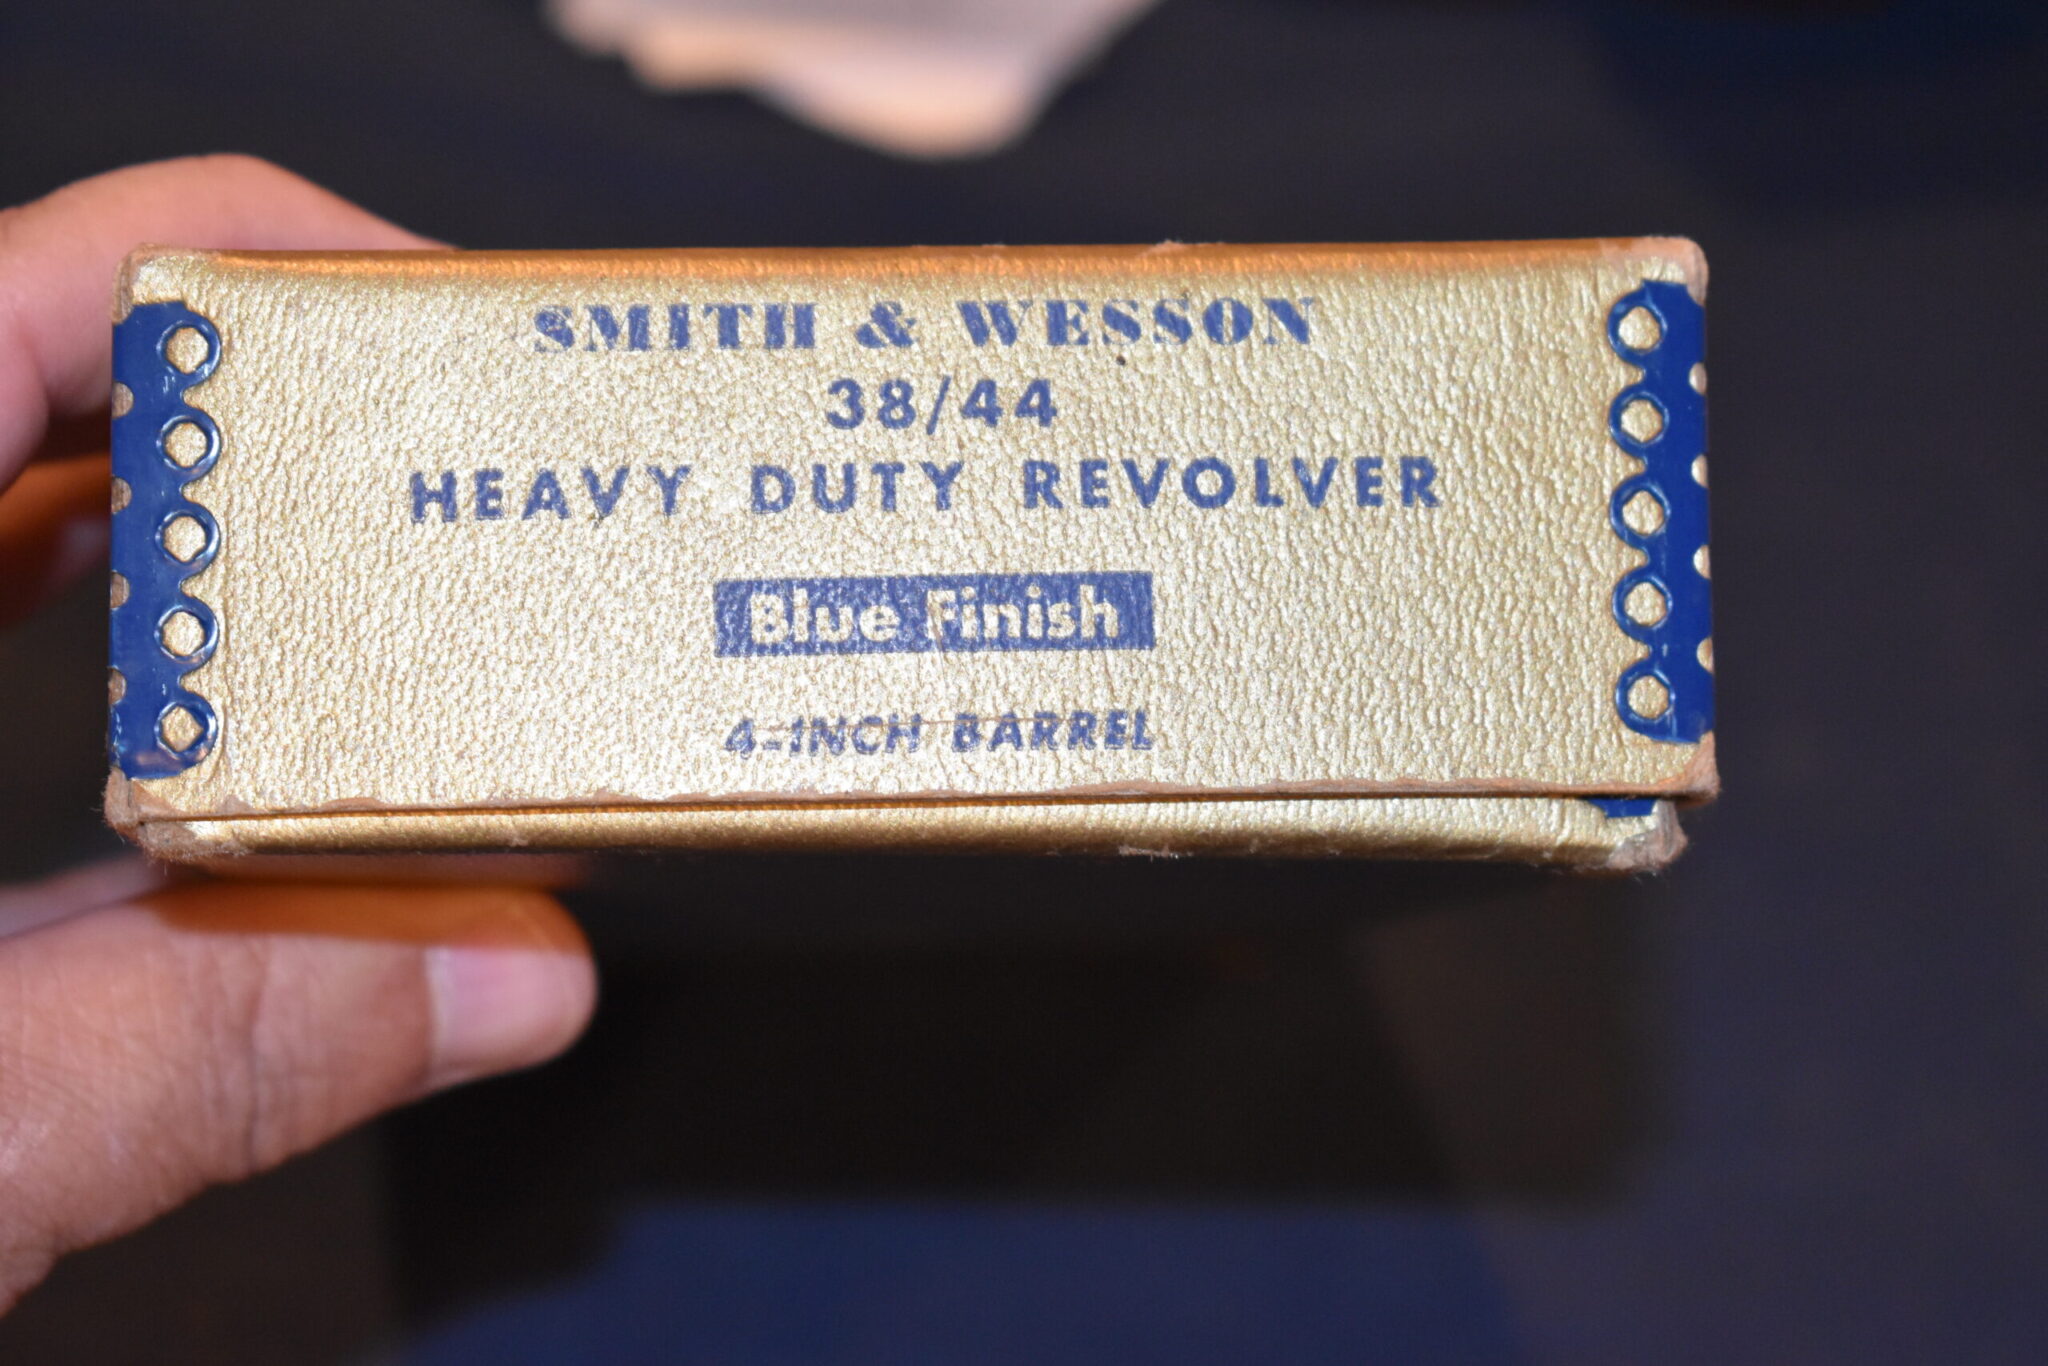 SMITH & WESSON
38/44
HEAVY DUTY REVOLVER
Blue Finish
4-INCH BARREL